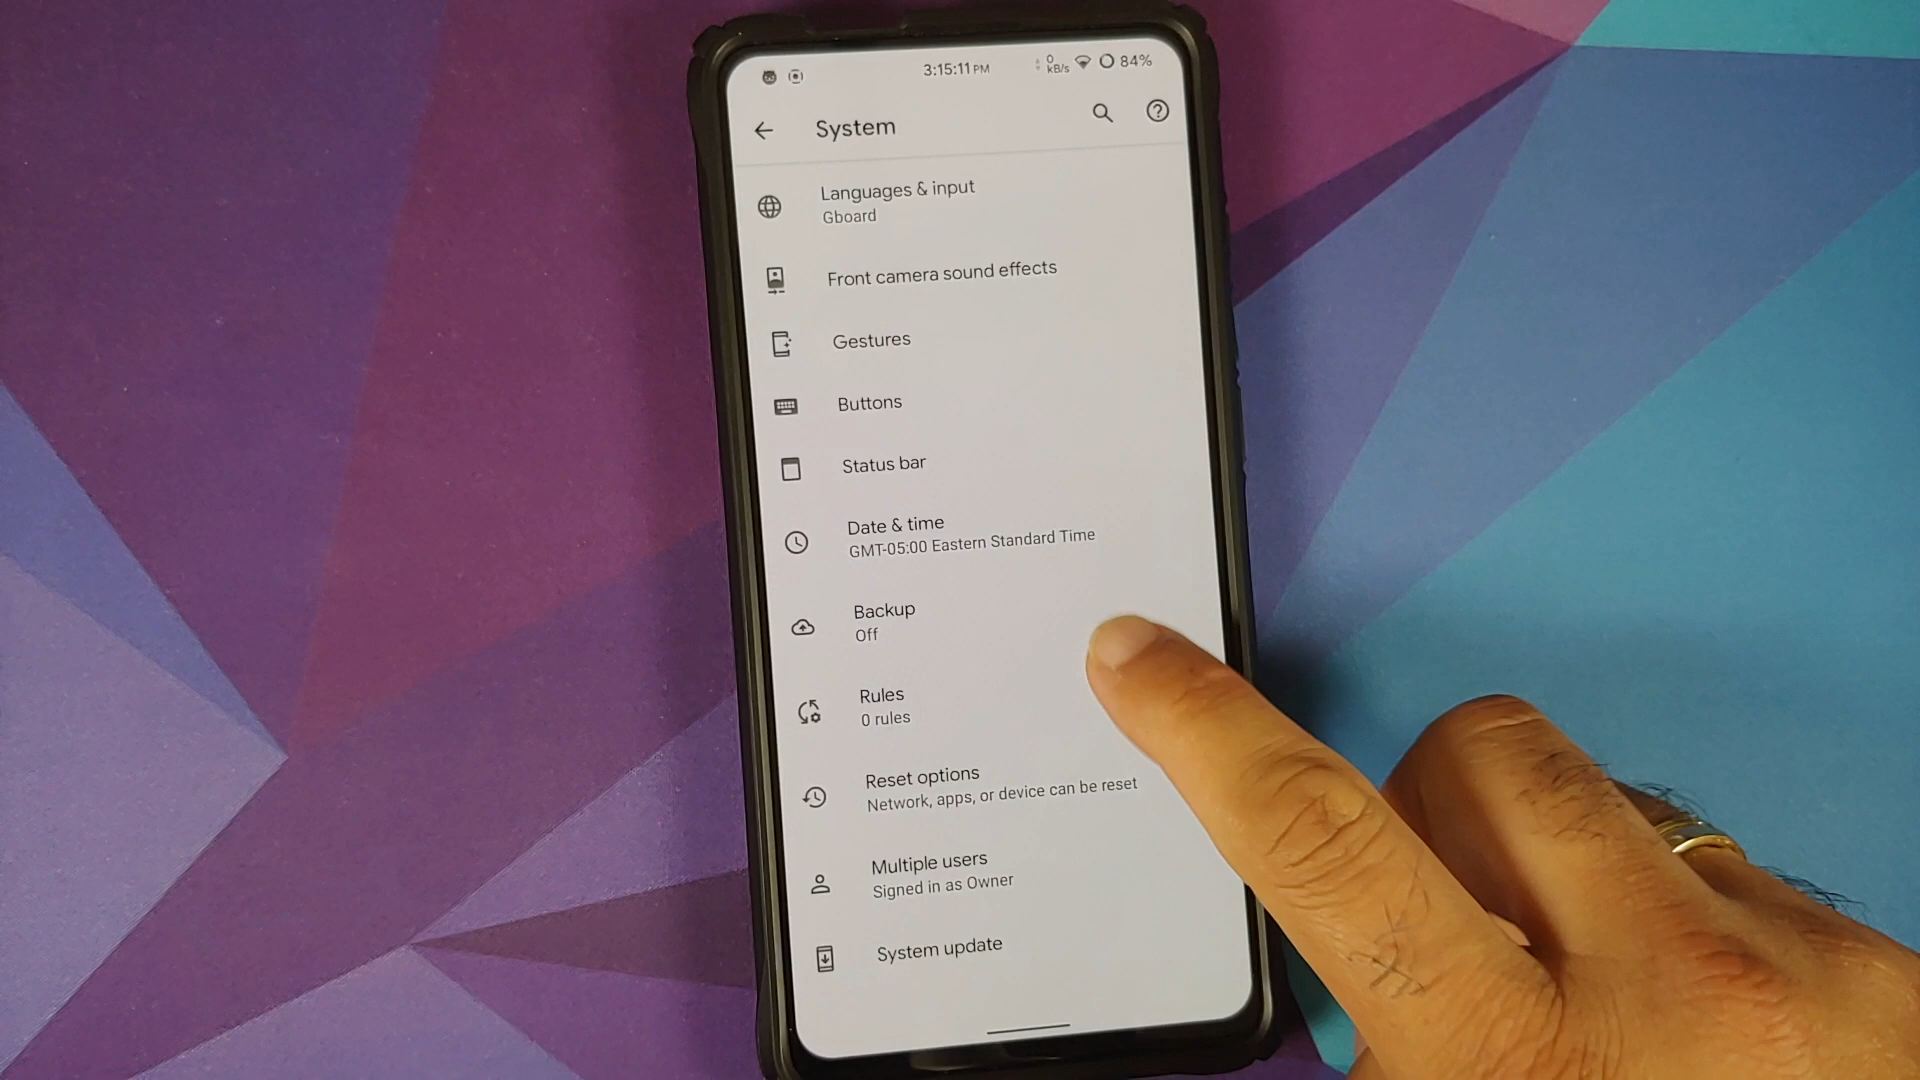 3:15:11 PM
0
kB/s
84%
System
Languages & input
Gboard
Front camera sound effects
Gestures
Buttons
Status bar
Date & time
GMT-05:00 Eastern Standard Time
Backup
Off
Rules
0 rules
Reset options
Network, apps, or device can be reset
Multiple users
Signed in as Owner
System update